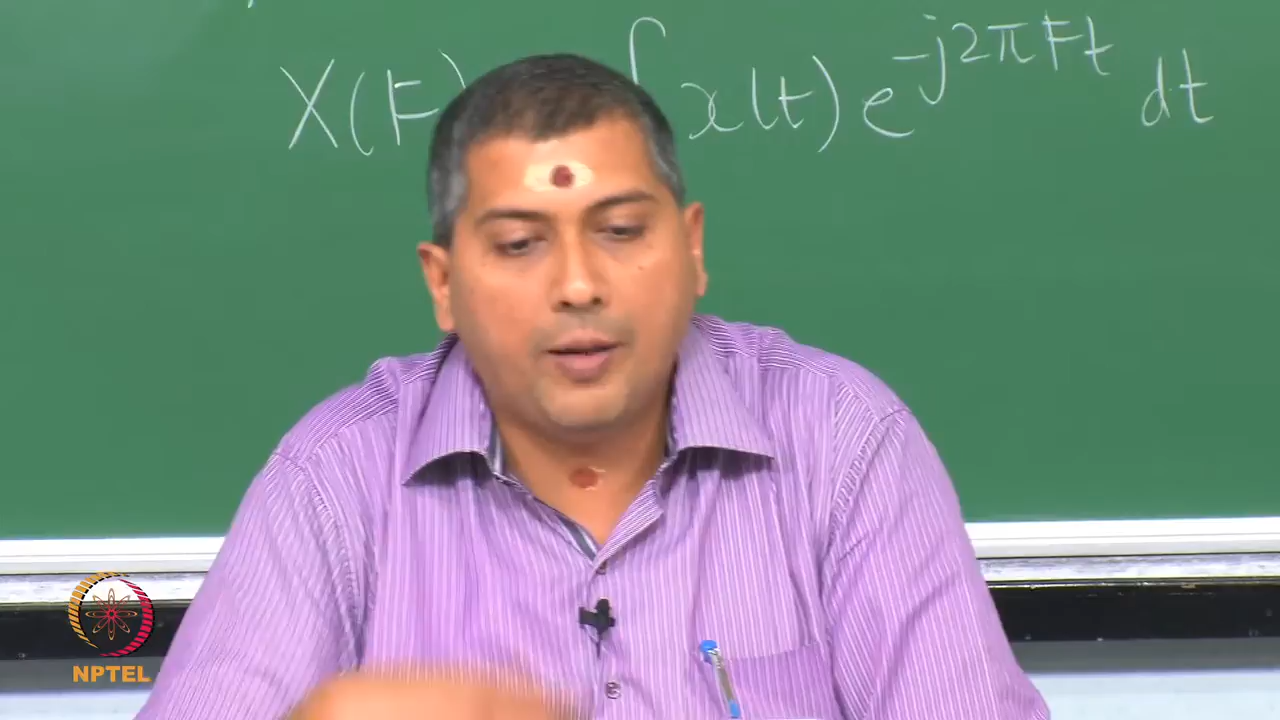 X(F) ∫ x(t) e^{-j2πFt} dt
NPTEL